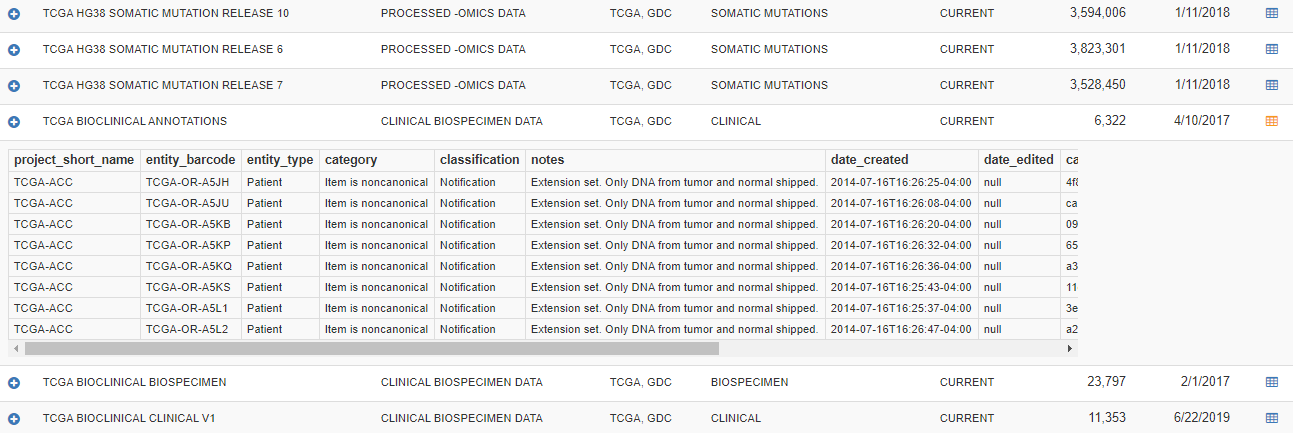 TCGA HG38 SOMATIC MUTATION RELEASE 10 PROCESSED -OMICS DATA TCGA, GDC SOMATIC MUTATIONS CURRENT 3,594,006 1/11/2018
TCGA HG38 SOMATIC MUTATION RELEASE 6 PROCESSED -OMICS DATA TCGA, GDC SOMATIC MUTATIONS CURRENT 3,823,301 1/11/2018
TCGA HG38 SOMATIC MUTATION RELEASE 7 PROCESSED -OMICS DATA TCGA, GDC SOMATIC MUTATIONS CURRENT 3,528,450 1/11/2018
TCGA BIOCLINICAL ANNOTATIONS CLINICAL BIOSPECIMEN DATA TCGA, GDC CLINICAL CURRENT 6,322 4/10/2017
project_short_name entity_barcode entity_type category classification notes date_created date_edited ca
TCGA-ACC TCGA-OR-A5JH Patient Item is noncanonical Notification Extension set. Only DNA from tumor and normal shipped. 2014-07-16T16:26:25-04:00 null 4f8
TCGA-ACC TCGA-OR-A5JU Patient Item is noncanonical Notification Extension set. Only DNA from tumor and normal shipped. 2014-07-16T16:26:08-04:00 null ca
TCGA-ACC TCGA-OR-A5KB Patient Item is noncanonical Notification Extension set. Only DNA from tumor and normal shipped. 2014-07-16T16:26:20-04:00 null 09
TCGA-ACC TCGA-OR-A5KP Patient Item is noncanonical Notification Extension set. Only DNA from tumor and normal shipped. 2014-07-16T16:26:32-04:00 null 65
TCGA-ACC TCGA-OR-A5KQ Patient Item is noncanonical Notification Extension set. Only DNA from tumor and normal shipped. 2014-07-16T16:26:36-04:00 null a3
TCGA-ACC TCGA-OR-A5KS Patient Item is noncanonical Notification Extension set. Only DNA from tumor and normal shipped. 2014-07-16T16:25:43-04:00 null 11
TCGA-ACC TCGA-OR-A5L1 Patient Item is noncanonical Notification Extension set. Only DNA from tumor and normal shipped. 2014-07-16T16:25:37-04:00 null 3e
TCGA-ACC TCGA-OR-A5L2 Patient Item is noncanonical Notification Extension set. Only DNA from tumor and normal shipped. 2014-07-16T16:26:47-04:00 null a2
TCGA BIOCLINICAL BIOSPECIMEN CLINICAL BIOSPECIMEN DATA TCGA, GDC BIOSPECIMEN CURRENT 23,797 2/1/2017
TCGA BIOCLINICAL CLINICAL V1 CLINICAL BIOSPECIMEN DATA TCGA, GDC CLINICAL CURRENT 11,353 6/22/2019